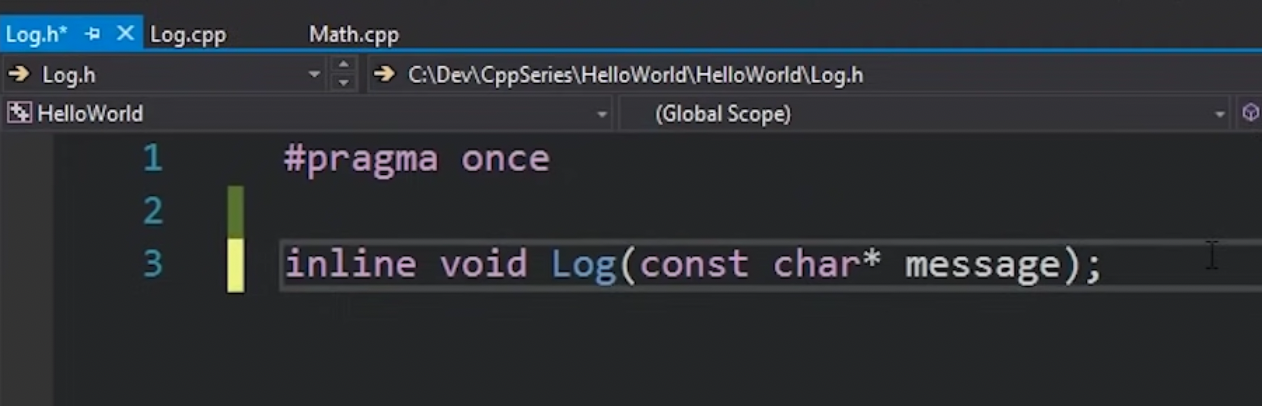 Log.h* Log.cpp Math.cpp
Log.h C:\Dev\CppSeries\HelloWorld\HelloWorld\Log.h
HelloWorld (Global Scope)
1 #pragma once
2
3 inline void Log(const char* message);